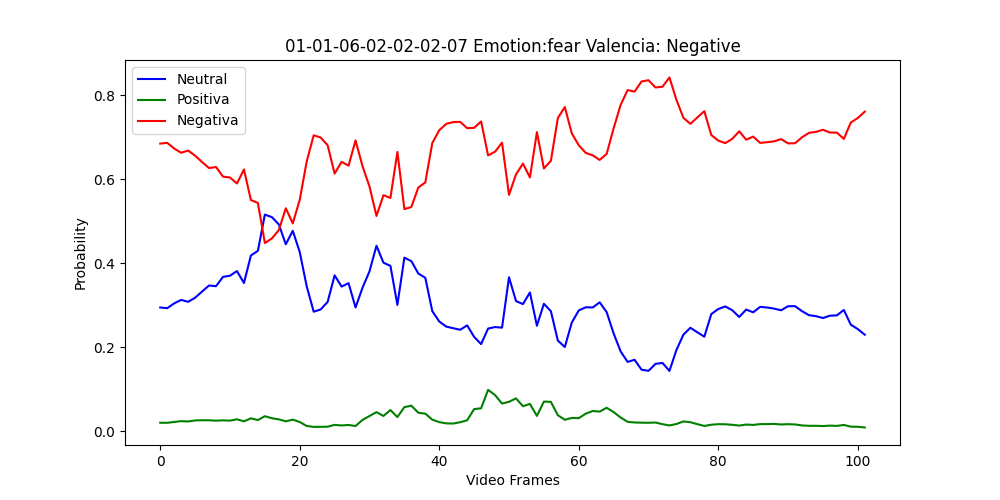 01-01-06-02-02-02-07 Emotion:fear Valencia: Negative
Neutral
Positiva
Negativa
Probability
0.8
0.6
0.4
0.2
0.0
0 20 40 60 80 100
Video Frames